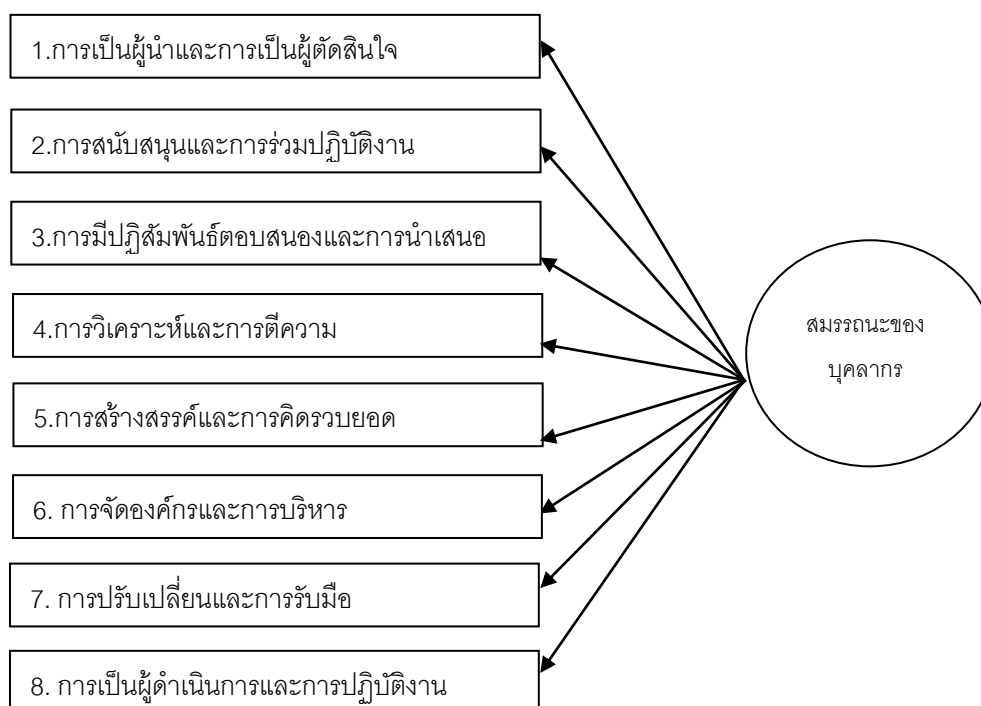 1.การเป็นผู้นำและการเป็นผู้ตัดสินใจ
2.การสนับสนุนและการร่วมปฏิบัติงาน
3.การมีปฏิสัมพันธ์ตอบสนองและการนำเสนอ
4.การวิเคราะห์และการตีความ
5.การสร้างสรรค์และการคิดรวบยอด
6. การจัดองค์กรและการบริหาร
7. การปรับเปลี่ยนและการรับมือ
8. การเป็นผู้ดำเนินการและการปฏิบัติงาน
สมรรถนะของ
บุคลากร